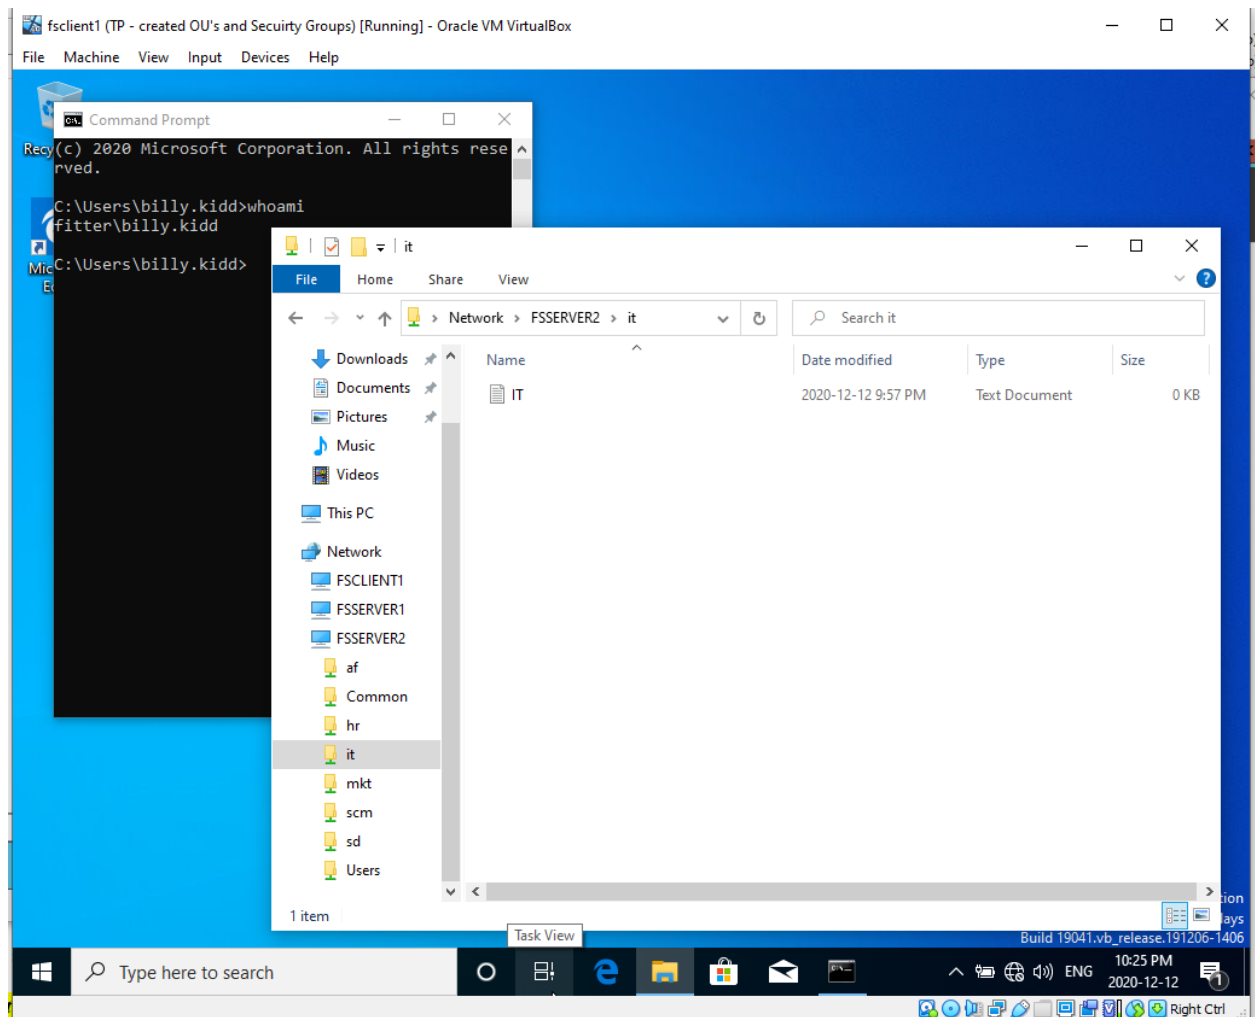 fsclient1 (TP - created OU's and Secuirty Groups) [Running] - Oracle VM VirtualBox
File Machine View Input Devices Help
Command Prompt
Recy
(c) 2020 Microsoft Corporation. All rights rese
rved.
C:\Users\billy.kidd>whoami
fitter\billy.kidd
C:\Users\billy.kidd>
Mic
it
File Home Share View
Network > FSSERVER2 > it
Search it
Name Date modified Type Size
IT 2020-12-12 9:57 PM Text Document 0 KB
Downloads
Documents
Pictures
Music
Videos
This PC
Network
FSCLIENT1
FSSERVER1
FSSERVER2
af
Common
hr
it
mkt
scm
sd
Users
1 item
Task View
ion
lays
Build 19041.vb_release.191206-1406
Type here to search
ENG
10:25 PM
2020-12-12
1
Right Ctrl